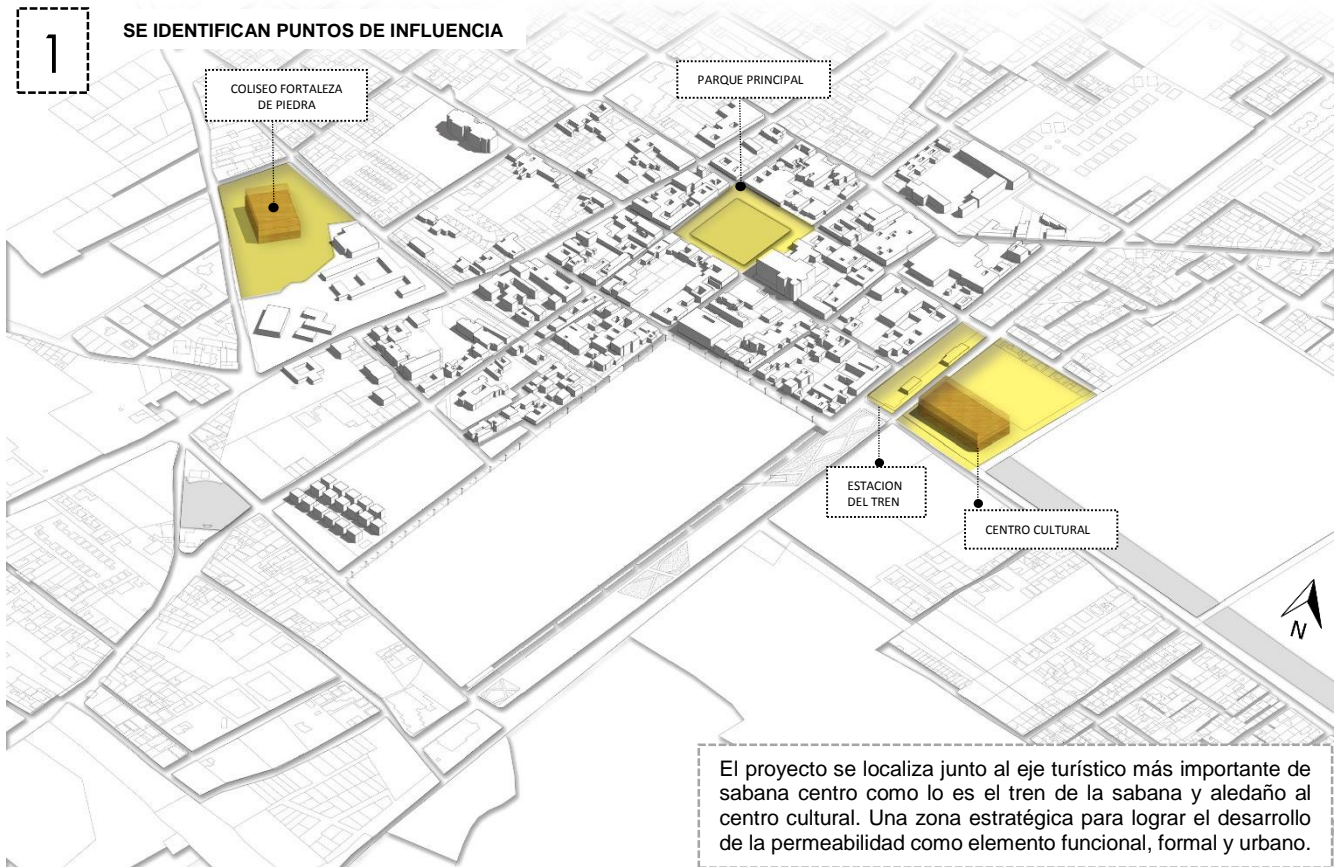 1
SE IDENTIFICAN PUNTOS DE INFLUENCIA
COLISEO FORTALEZA
DE PIEDRA
PARQUE PRINCIPAL
ESTACION
DEL TREN
CENTRO CULTURAL
N
El proyecto se localiza junto al eje turístico más importante de
sabana centro como lo es el tren de la sabana y aledaño al
centro cultural. Una zona estratégica para lograr el desarrollo
de la permeabilidad como elemento funcional, formal y urbano.